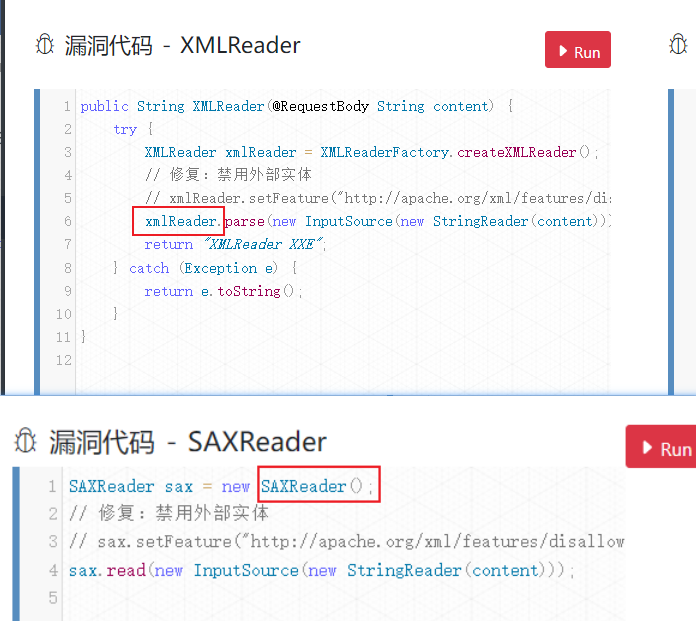 漏洞代码 - XMLReader
Run
1 public String XMLReader(@RequestBody String content) {
2 try {
3 XMLReader xmlReader = XMLReaderFactory.createXMLReader();
4 // 修复：禁用外部实体
5 // xmlReader.setFeature("http://apache.org/xml/features/dis
6 xmlReader.parse(new InputSource(new StringReader(content)))
7 return "XMLReader XXE";
8 } catch (Exception e) {
9 return e.toString();
10 }
11 }
12
漏洞代码 - SAXReader
Run
1 SAXReader sax = new SAXReader();
2 // 修复：禁用外部实体
3 // sax.setFeature("http://apache.org/xml/features/disallow
4 sax.read(new InputSource(new StringReader(content)));
5